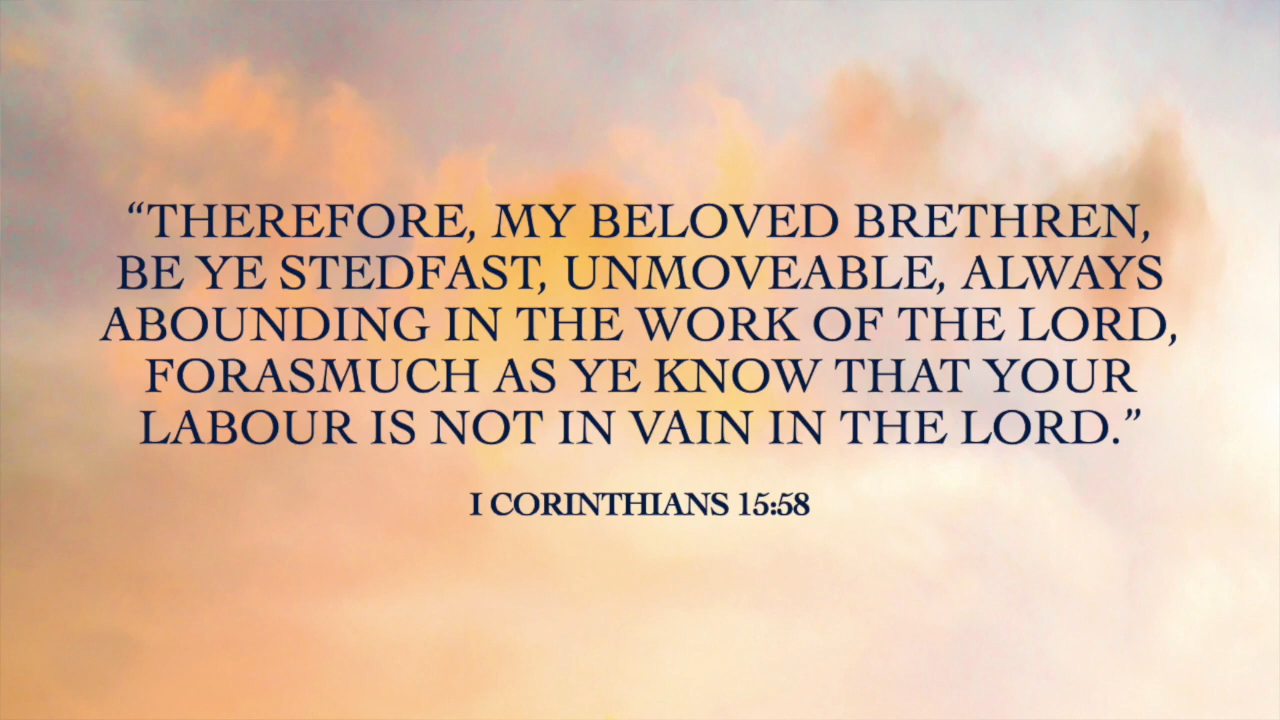 “THEREFORE, MY BELOVED BRETHREN,
BE YE STEDFAST, UNMOVEABLE, ALWAYS
ABOUNDING IN THE WORK OF THE LORD,
FORASMUCH AS YE KNOW THAT YOUR
LABOUR IS NOT IN VAIN IN THE LORD.”
I CORINTHIANS 15:58